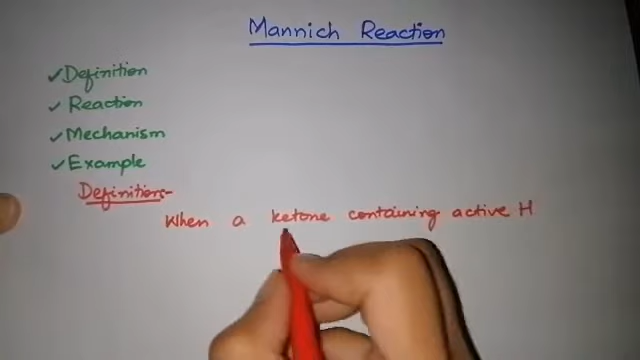 Mannich Reaction
✓Definition
✓Reaction
✓Mechanism
✓Example
Definition:-
When a ketone containing active H